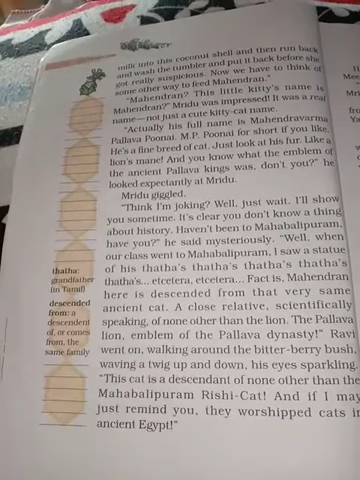 milk into this coconut shell and then run back
and wash the tumbler and put it back before she
got really suspicious. Now we have to think of
some other way to feed Mahendran."
"Mahendran? This little kitty's name is
Mahendran?" Mridu was impressed! It was a real
name—not just a cute kitty-cat name.
"Actually his full name is Mahendravarma
Pallava Poonai. M.P. Poonai for short if you like.
He's a fine breed of cat. Just look at his fur. Like a
lion's mane! And you know what the emblem of
the ancient Pallava kings was, don't you?" he
looked expectantly at Mridu.
Mridu giggled.
"Think I'm joking? Well, just wait. I'll show
you sometime. It's clear you don't know a thing
about history. Haven't been to Mahabalipuram,
have you?" he said mysteriously. "Well, when
our class went to Mahabalipuram, I saw a statue
of his thatha's thatha's thatha's thatha's
thatha's... etcetera, etcetera... Fact is, Mahendran
here is descended from that very same
ancient cat. A close relative, scientifically
speaking, of none other than the lion. The Pallava
lion, emblem of the Pallava dynasty!" Ravi
went on, walking around the bitter-berry bush,
waving a twig up and down, his eyes sparkling.
"This cat is a descendant of none other than the
Mahabalipuram Rishi-Cat! And if I may
just remind you, they worshipped cats in
ancient Egypt!"
thatha:
grandfather
(in Tamil)
descended
from: a
descendent
of, or comes
from, the
same family